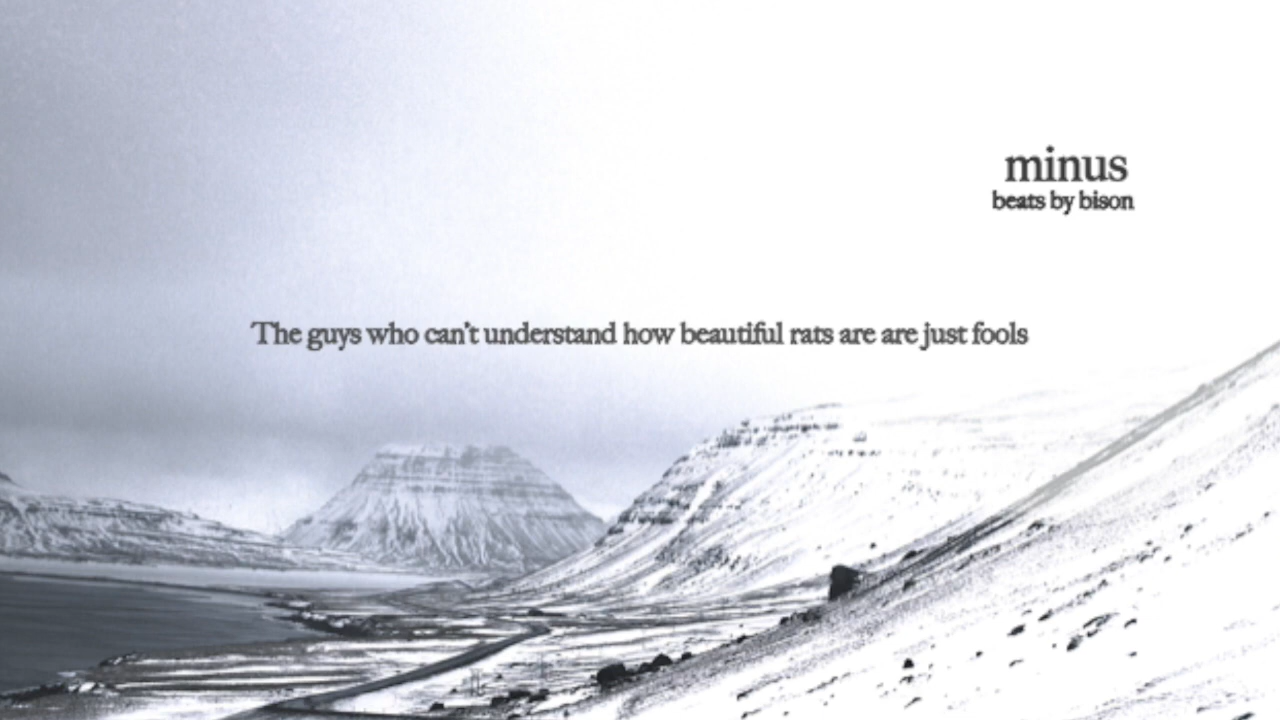 minus
beats by bison
The guys who can't understand how beautiful rats are are just fools